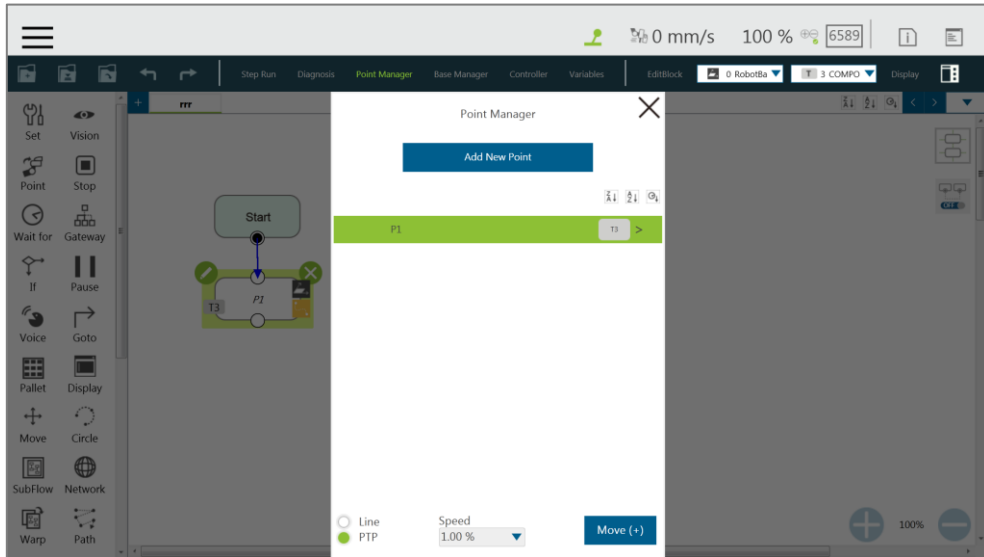 0 mm/s 100 % 6589
Step Run Diagnosis Point Manager Base Manager Controller Variables EditBlock 0 RobotBa T 3 COMPO Display
+ rrr
Set Vision
Point Stop
Wait for Gateway
If Pause
Voice Goto
Pallet Display
Move Circle
SubFlow Network
Warp Path
Start
P1
T3
Point Manager
Add New Point
P1 T3 >
Line
PTP
Speed
1.00 %
Move (+)
OFF
100%